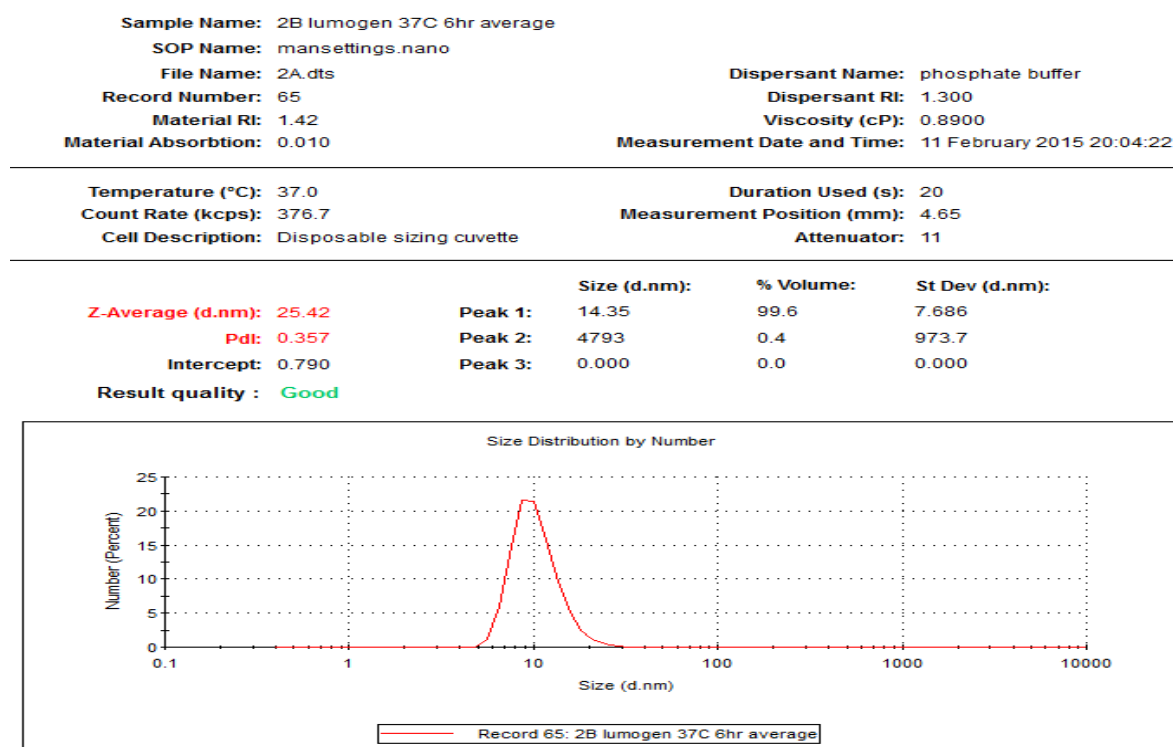 Sample Name: 2B lumogen 37C 6hr average
SOP Name: mansettings.nano
File Name: 2A.dts Dispersant Name: phosphate buffer
Record Number: 65 Dispersant RI: 1.300
Material RI: 1.42 Viscosity (cP): 0.8900
Material Absorbtion: 0.010 Measurement Date and Time: 11 February 2015 20:04:22
Temperature (°C): 37.0 Duration Used (s): 20
Count Rate (kcps): 376.7 Measurement Position (mm): 4.65
Cell Description: Disposable sizing cuvette Attenuator: 11
Size (d.nm): % Volume: St Dev (d.nm):
Z-Average (d.nm): 25.42 Peak 1: 14.35 99.6 7.686
PdI: 0.357 Peak 2: 4793 0.4 973.7
Intercept: 0.790 Peak 3: 0.000 0.0 0.000
Result quality : Good
Size Distribution by Number
Number (Percent)
25
20
15
10
5
0
0.1 1 10 100 1000 10000
Size (d.nm)
Record 65: 2B lumogen 37C 6hr average